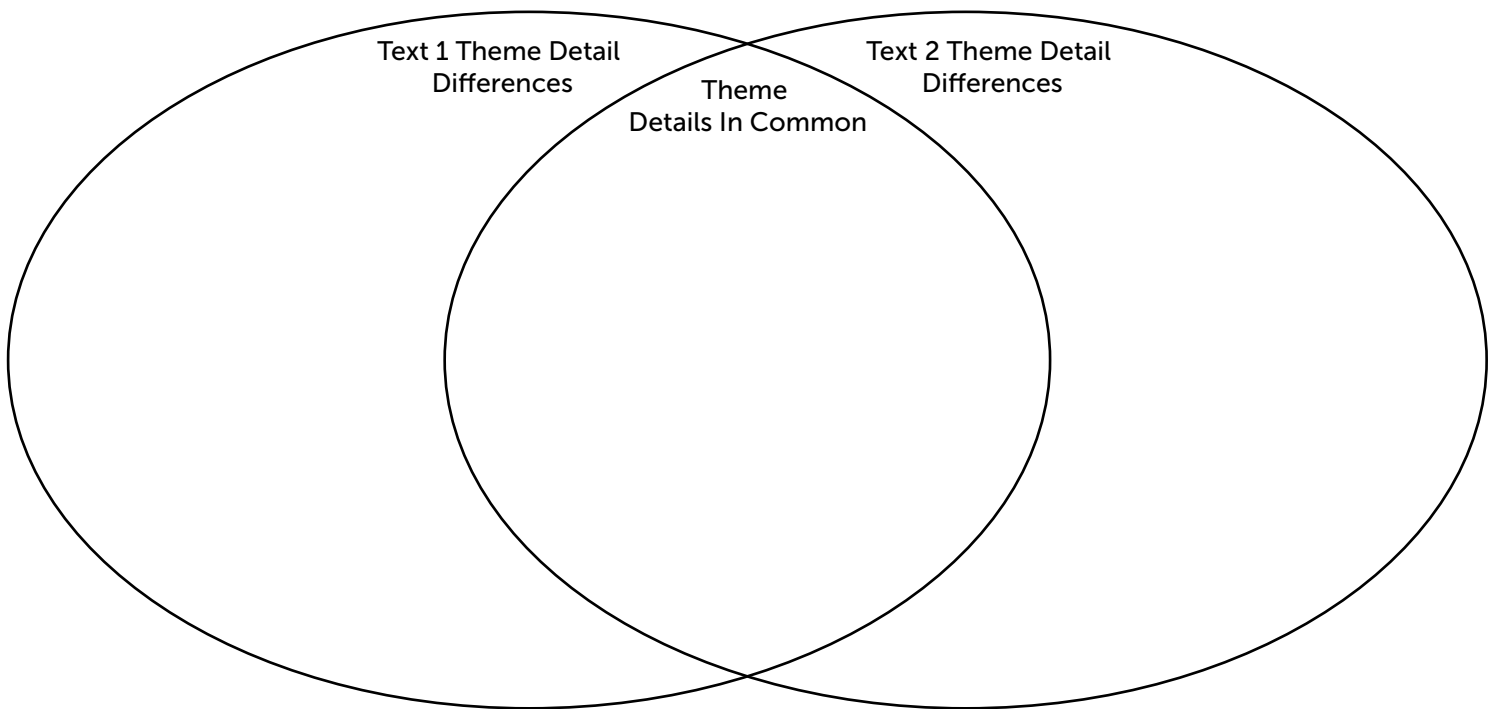 Text 1 Theme Detail
Differences
Theme
Details In Common
Text 2 Theme Detail
Differences